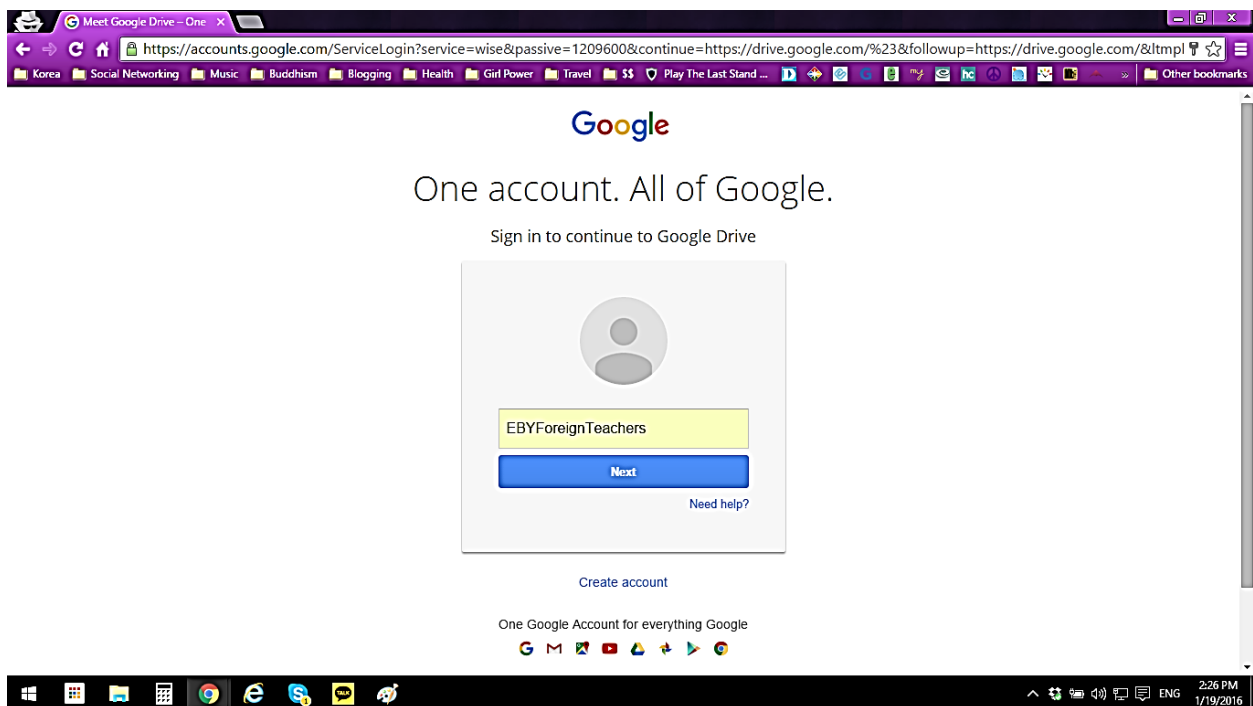 Meet Google Drive – One
https://accounts.google.com/ServiceLogin?service=wise&passive=1209600&continue=https://drive.google.com/%23&followup=https://drive.google.com/&ltmpl
Korea Social Networking Music Buddhism Blogging Health Girl Power Travel $$ Play The Last Stand ... D G my hc » Other bookmarks
Google
One account. All of Google.
Sign in to continue to Google Drive
EBYForeignTeachers
Next
Need help?
Create account
One Google Account for everything Google
TALK
ENG
2:26 PM
1/19/2016